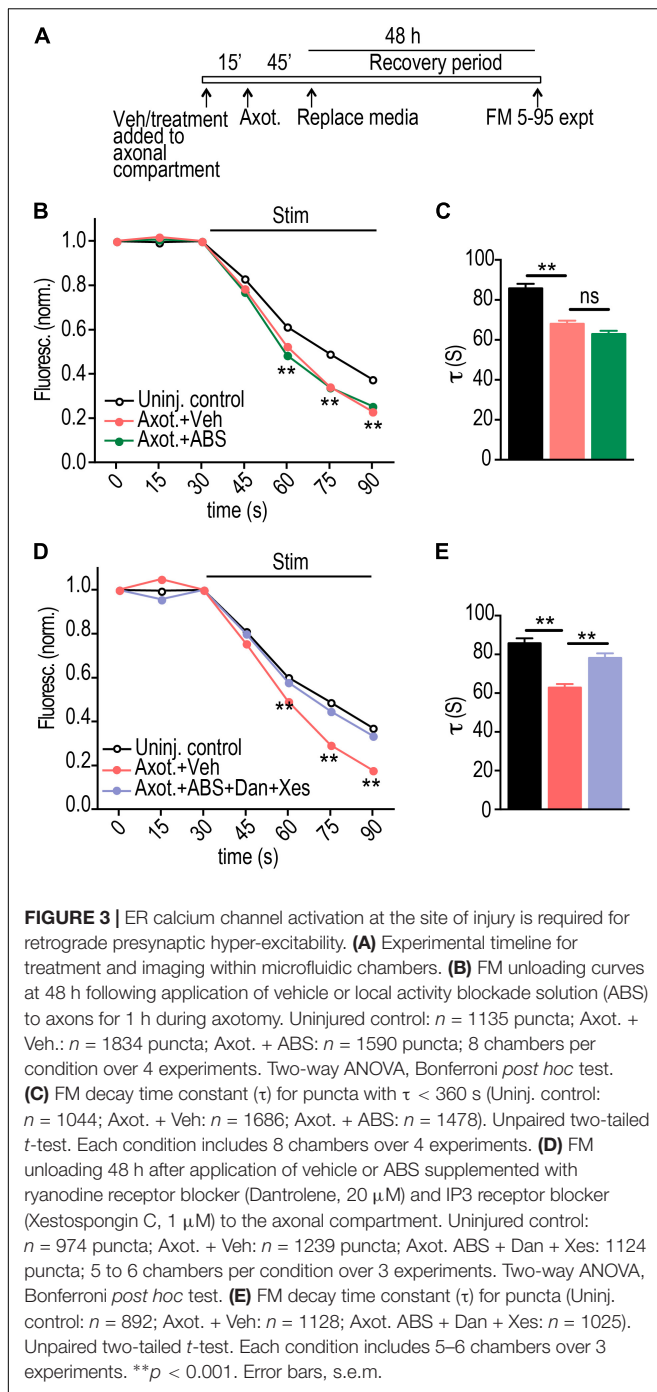 A
48 h
15' 45' Recovery period
Veh/treatment added to axonal compartment
Axot.
Replace media
FM 5-95 expt
B
Stim
Fluoresc. (norm.)
1.0
0.8
0.6
0.4
0.2
0.0
**
**
**
Uninj. control
Axot.+Veh
Axot.+ABS
0 15 30 45 60 75 90
time (s)
C
τ (S)
100
80
60
40
20
0
**
ns
D
Stim
Fluoresc. (norm.)
1.0
0.8
0.6
0.4
0.2
0.0
**
**
**
Uninj. control
Axot.+Veh
Axot.+ABS+Dan+Xes
0 15 30 45 60 75 90
time (s)
E
τ (S)
100
80
60
40
20
0
**
**
FIGURE 3 | ER calcium channel activation at the site of injury is required for
retrograde presynaptic hyper-excitability. (A) Experimental timeline for
treatment and imaging within microfluidic chambers. (B) FM unloading curves
at 48 h following application of vehicle or local activity blockade solution (ABS)
to axons for 1 h during axotomy. Uninjured control: n = 1135 puncta; Axot. +
Veh.: n = 1834 puncta; Axot. + ABS: n = 1590 puncta; 8 chambers per
condition over 4 experiments. Two-way ANOVA, Bonferroni post hoc test.
(C) FM decay time constant (τ) for puncta with τ < 360 s (Uninj. control:
n = 1044; Axot. + Veh: n = 1686; Axot. + ABS: n = 1478). Unpaired two-tailed
t-test. Each condition includes 8 chambers over 4 experiments. (D) FM
unloading 48 h after application of vehicle or ABS supplemented with
ryanodine receptor blocker (Dantrolene, 20 μM) and IP3 receptor blocker
(Xestospongin C, 1 μM) to the axonal compartment. Uninjured control:
n = 974 puncta; Axot. + Veh: n = 1239 puncta; Axot. ABS + Dan + Xes: 1124
puncta; 5 to 6 chambers per condition over 3 experiments. Two-way ANOVA,
Bonferroni post hoc test. (E) FM decay time constant (τ) for puncta (Uninj.
control: n = 892; Axot. + Veh: n = 1128; Axot. ABS + Dan + Xes: n = 1025).
Unpaired two-tailed t-test. Each condition includes 5–6 chambers over 3
experiments. **p < 0.001. Error bars, s.e.m.